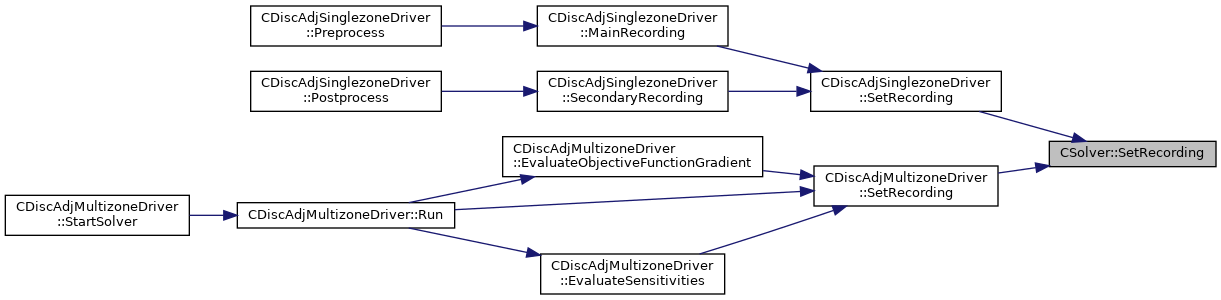 CDiscAdjSinglezoneDriver
::Preprocess
CDiscAdjSinglezoneDriver
::MainRecording
CDiscAdjSinglezoneDriver
::Postprocess
CDiscAdjSinglezoneDriver
::SecondaryRecording
CDiscAdjSinglezoneDriver
::SetRecording
CDiscAdjMultizoneDriver
::EvaluateObjectiveFunctionGradient
CSolver::SetRecording
CDiscAdjMultizoneDriver
::SetRecording
CDiscAdjMultizoneDriver
::StartSolver
CDiscAdjMultizoneDriver::Run
CDiscAdjMultizoneDriver
::EvaluateSensitivities